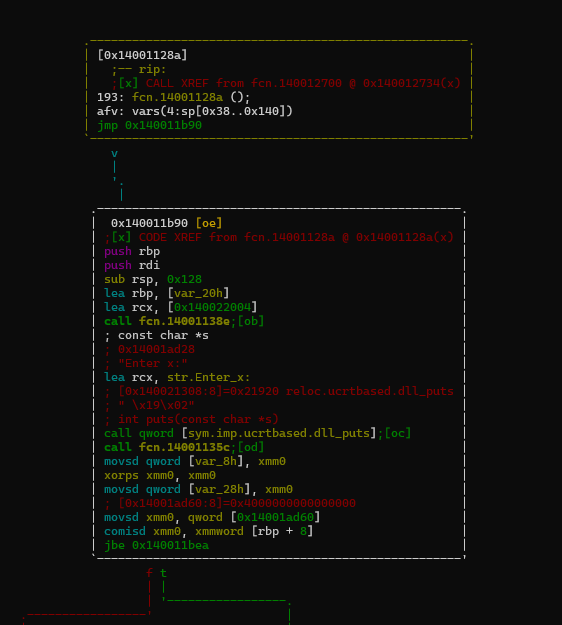 [0x14001128a]
;-- rip:
;[x] CALL XREF from fcn.140012700 @ 0x140012734(x)
193: fcn.14001128a ();
afv: vars(4:sp[0x38..0x140])
jmp 0x140011b90
v
0x140011b90 [oe]
;[x] CODE XREF from fcn.14001128a @ 0x14001128a(x)
push rbp
push rdi
sub rsp, 0x128
lea rbp, [var_20h]
lea rcx, [0x140022004]
call fcn.14001138e;[ob]
; const char *s
; 0x14001ad28
; "Enter x:"
lea rcx, str.Enter_x:
; [0x140021308:8]=0x21920 reloc.ucrtbased.dll_puts
; " \x19\x02"
; int puts(const char *s)
call qword [sym.imp.ucrtbased.dll_puts];[oc]
call fcn.14001135c;[od]
movsd qword [var_8h], xmm0
xorps xmm0, xmm0
movsd qword [var_28h], xmm0
; [0x14001ad60:8]=0x4000000000000000
movsd xmm0, qword [0x14001ad60]
comisd xmm0, xmmword [rbp + 8]
jbe 0x140011bea
f t